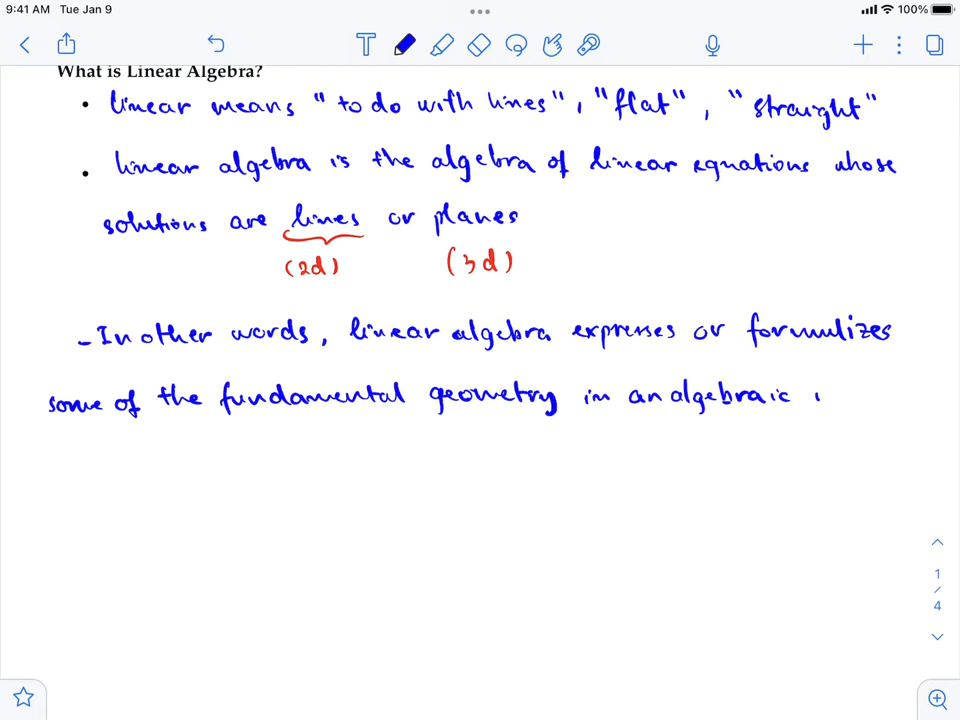 9:41 AM Tue Jan 9
100%
What is Linear Algebra?
• linear means "to do with lines", "flat", "straight"
• linear algebra is the algebra of linear equations whose
solutions are lines or planes
(2d) (3d)
- In other words, linear algebra expresses or formulizes
some of the fundamental geometry in an algebraic
1
/
4